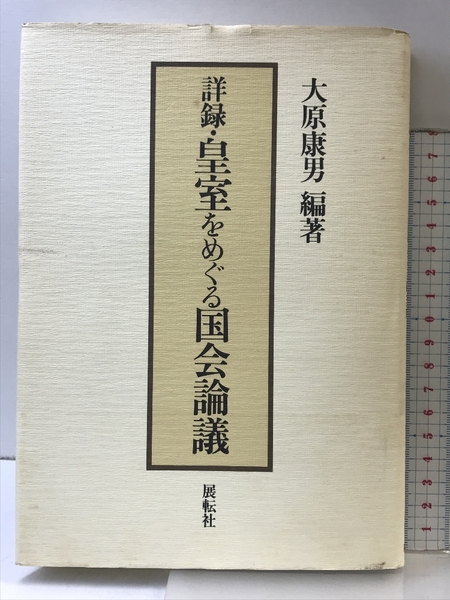 大原康男 編著
詳録・皇室をめぐる国会論議
展転社